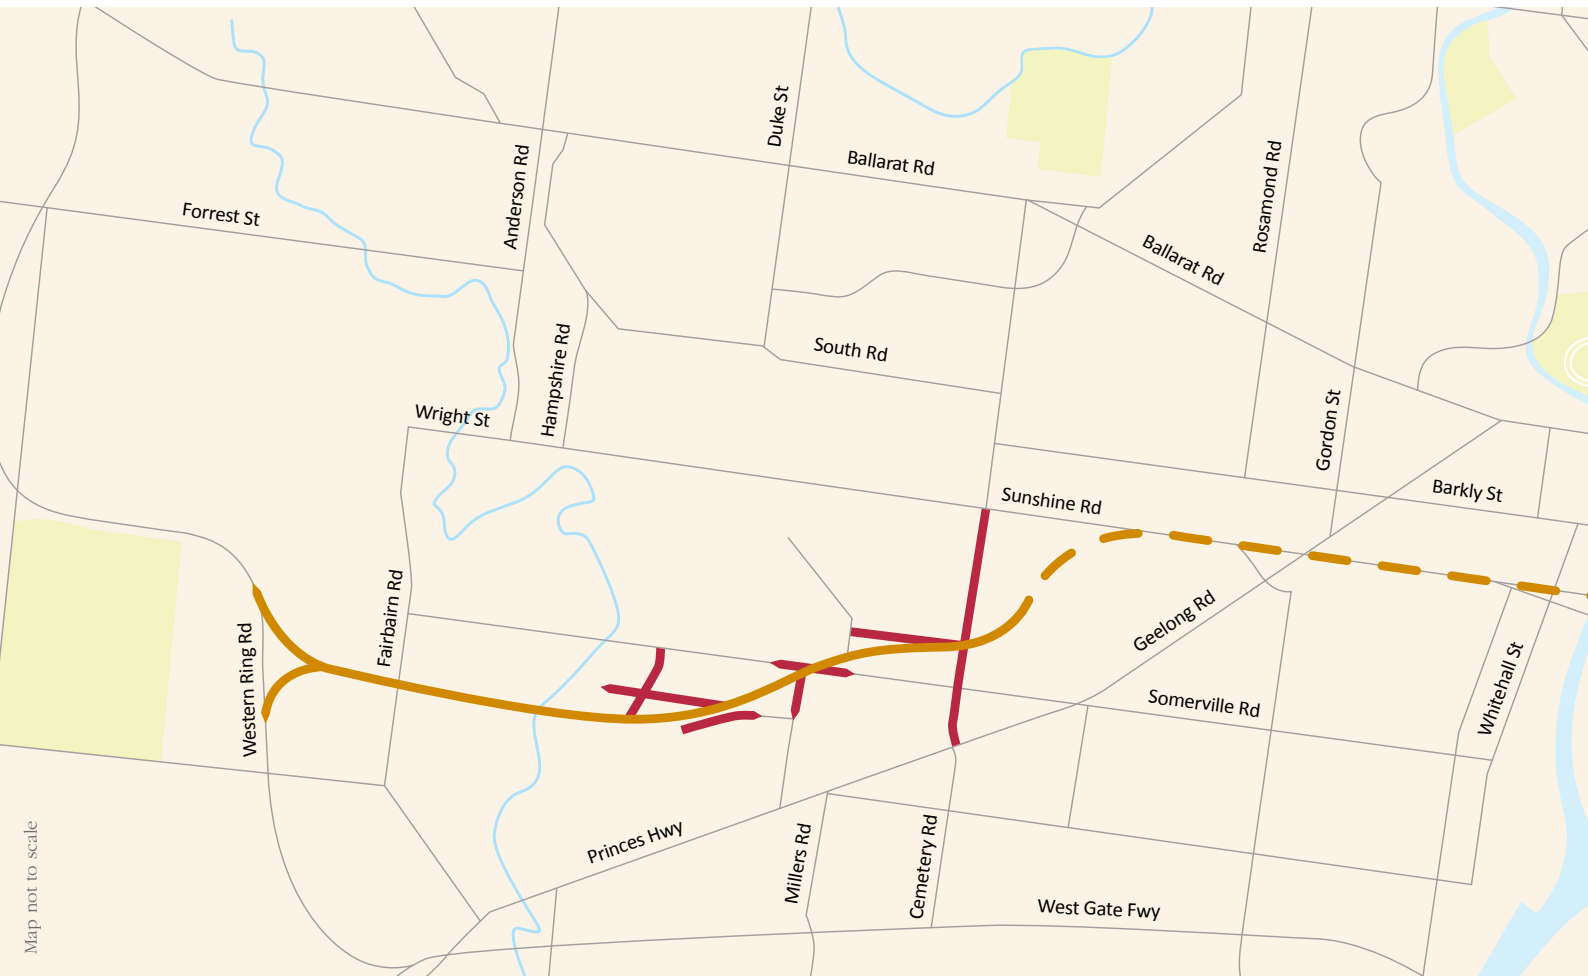 Duke St
Ballarat Rd
Anderson Rd
Rosamond Rd
Forrest St
Ballarat Rd
Hampshire Rd
South Rd
Wright St
Gordon St
Sunshine Rd
Barkly St
Fairbairn Rd
Geelong Rd
Western Ring Rd
Somerville Rd
Whitehall St
Princes Hwy
Millers Rd
Cemetery Rd
West Gate Fwy
Map not to scale